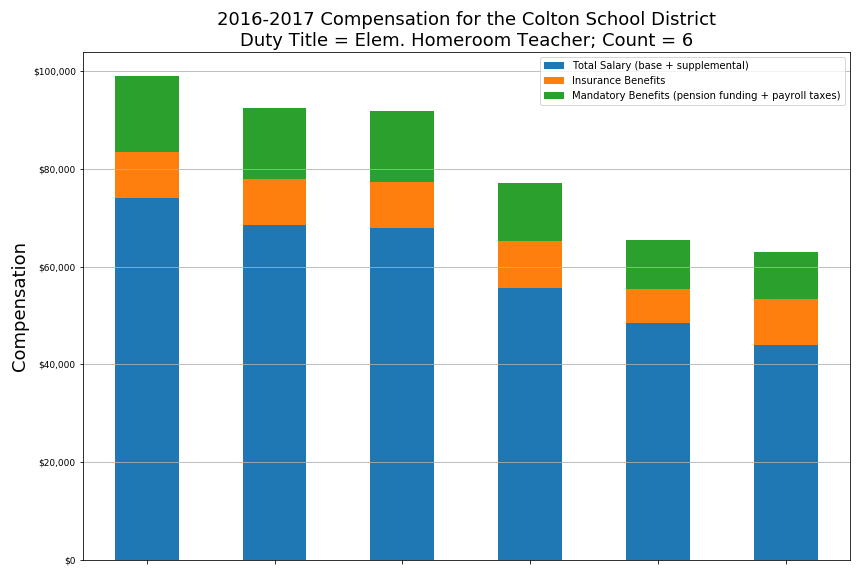 2016-2017 Compensation for the Colton School District
Duty Title = Elem. Homeroom Teacher; Count = 6
Total Salary (base + supplemental)
Insurance Benefits
Mandatory Benefits (pension funding + payroll taxes)
Compensation
$100,000
$80,000
$60,000
$40,000
$20,000
$0